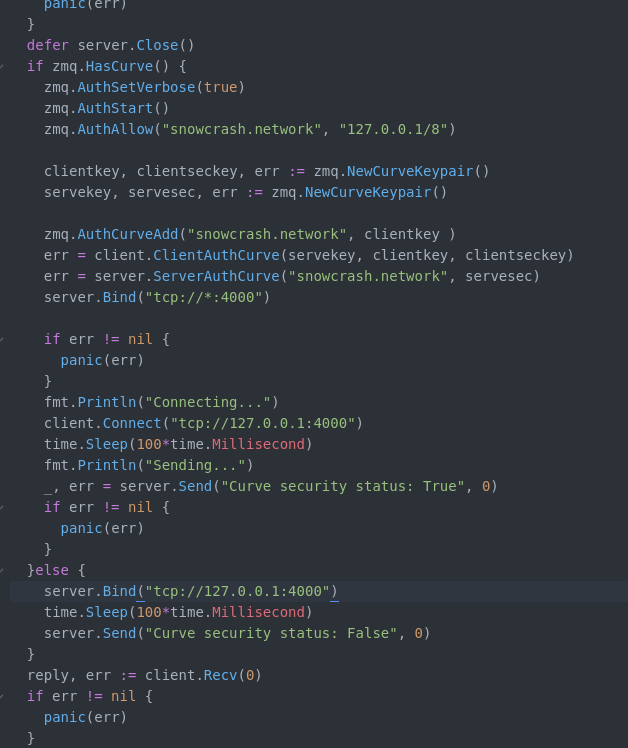 panic(err)
  }
  defer server.Close()
  if zmq.HasCurve() {
    zmq.AuthSetVerbose(true)
    zmq.AuthStart()
    zmq.AuthAllow("snowcrash.network", "127.0.0.1/8")

    clientkey, clientseckey, err := zmq.NewCurveKeypair()
    servekey, servesec, err := zmq.NewCurveKeypair()

    zmq.AuthCurveAdd("snowcrash.network", clientkey )
    err = client.ClientAuthCurve(servekey, clientkey, clientseckey)
    err = server.ServerAuthCurve("snowcrash.network", servesec)
    server.Bind("tcp://*:4000")

    if err != nil {
      panic(err)
    }
    fmt.Println("Connecting...")
    client.Connect("tcp://127.0.0.1:4000")
    time.Sleep(100*time.Millisecond)
    fmt.Println("Sending...")
    _, err = server.Send("Curve security status: True", 0)
    if err != nil {
      panic(err)
    }
  }else {
    server.Bind("tcp://127.0.0.1:4000")
    time.Sleep(100*time.Millisecond)
    server.Send("Curve security status: False", 0)
  }
  reply, err := client.Recv(0)
  if err != nil {
    panic(err)
  }